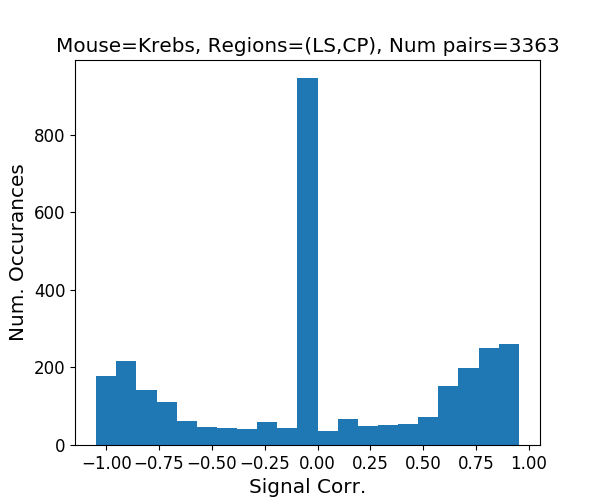 Mouse=Krebs, Regions=(LS,CP), Num pairs=3363
Num. Occurances
800
600
400
200
0
−1.00 −0.75 −0.50 −0.25 0.00 0.25 0.50 0.75 1.00
Signal Corr.